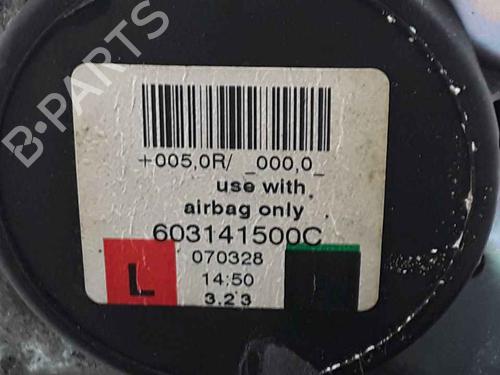 B-PARTS
+005,0R/ _000,0_
use with
airbag only
603141500C
070328
L
14:50
3.2 3